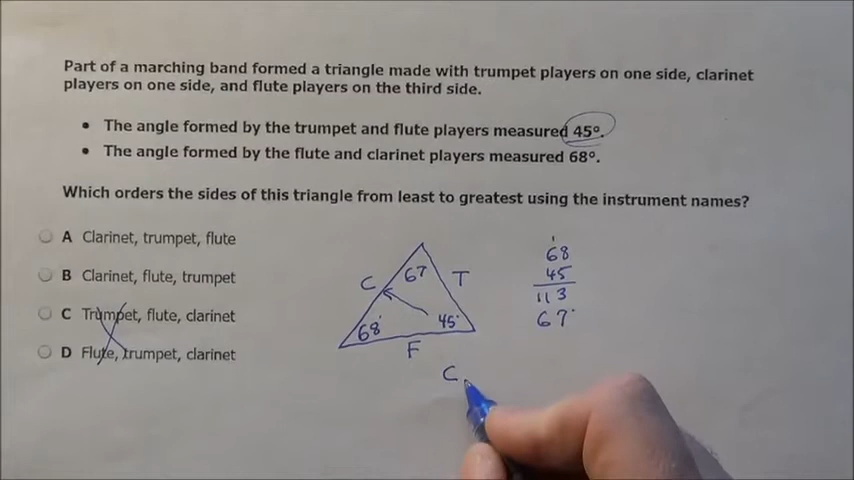 Part of a marching band formed a triangle made with trumpet players on one side, clarinet
players on one side, and flute players on the third side.
• The angle formed by the trumpet and flute players measured 45º.
• The angle formed by the flute and clarinet players measured 68º.
Which orders the sides of this triangle from least to greatest using the instrument names?
A Clarinet, trumpet, flute
B Clarinet, flute, trumpet
C Trumpet, flute, clarinet
D Flute, trumpet, clarinet
C 67 T
68° 45°
F
C
1
68
45
113
67°